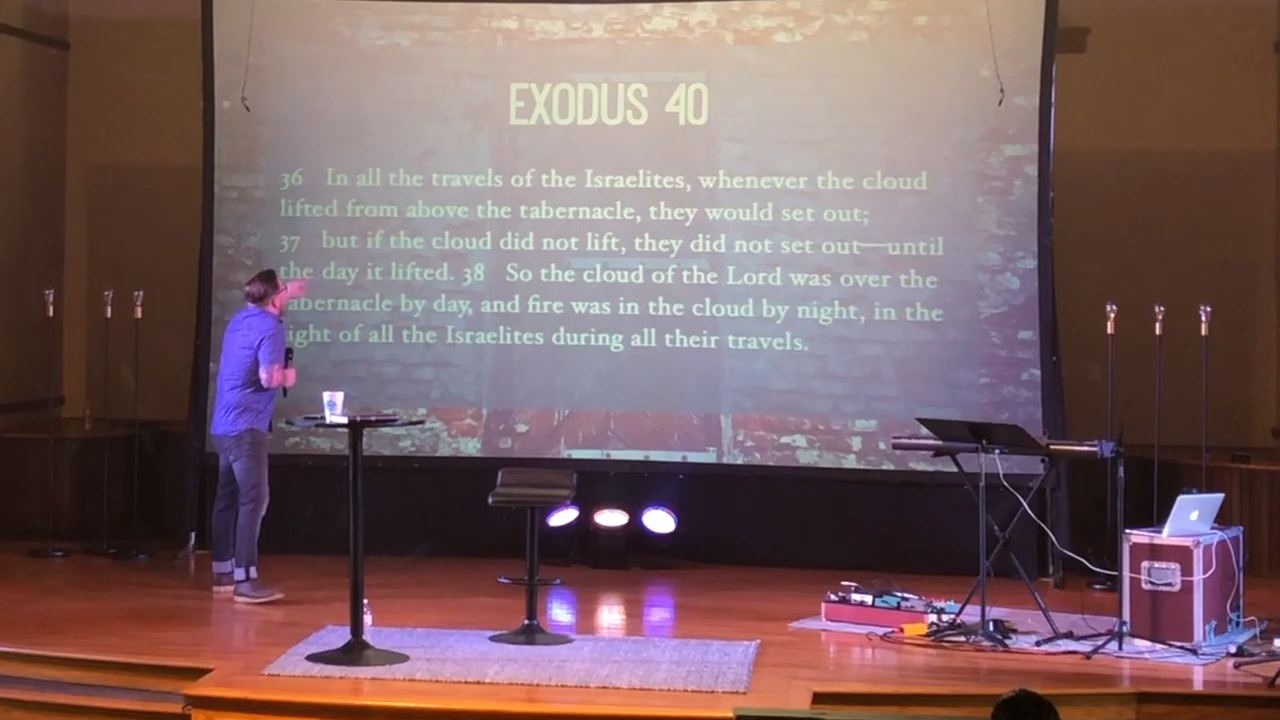 EXODUS 40
36 In all the travels of the Israelites, whenever the cloud
lifted from above the tabernacle, they would set out;
37 but if the cloud did not lift, they did not set out—until
the day it lifted. 38 So the cloud of the Lord was over the
tabernacle by day, and fire was in the cloud by night, in the
sight of all the Israelites during all their travels.